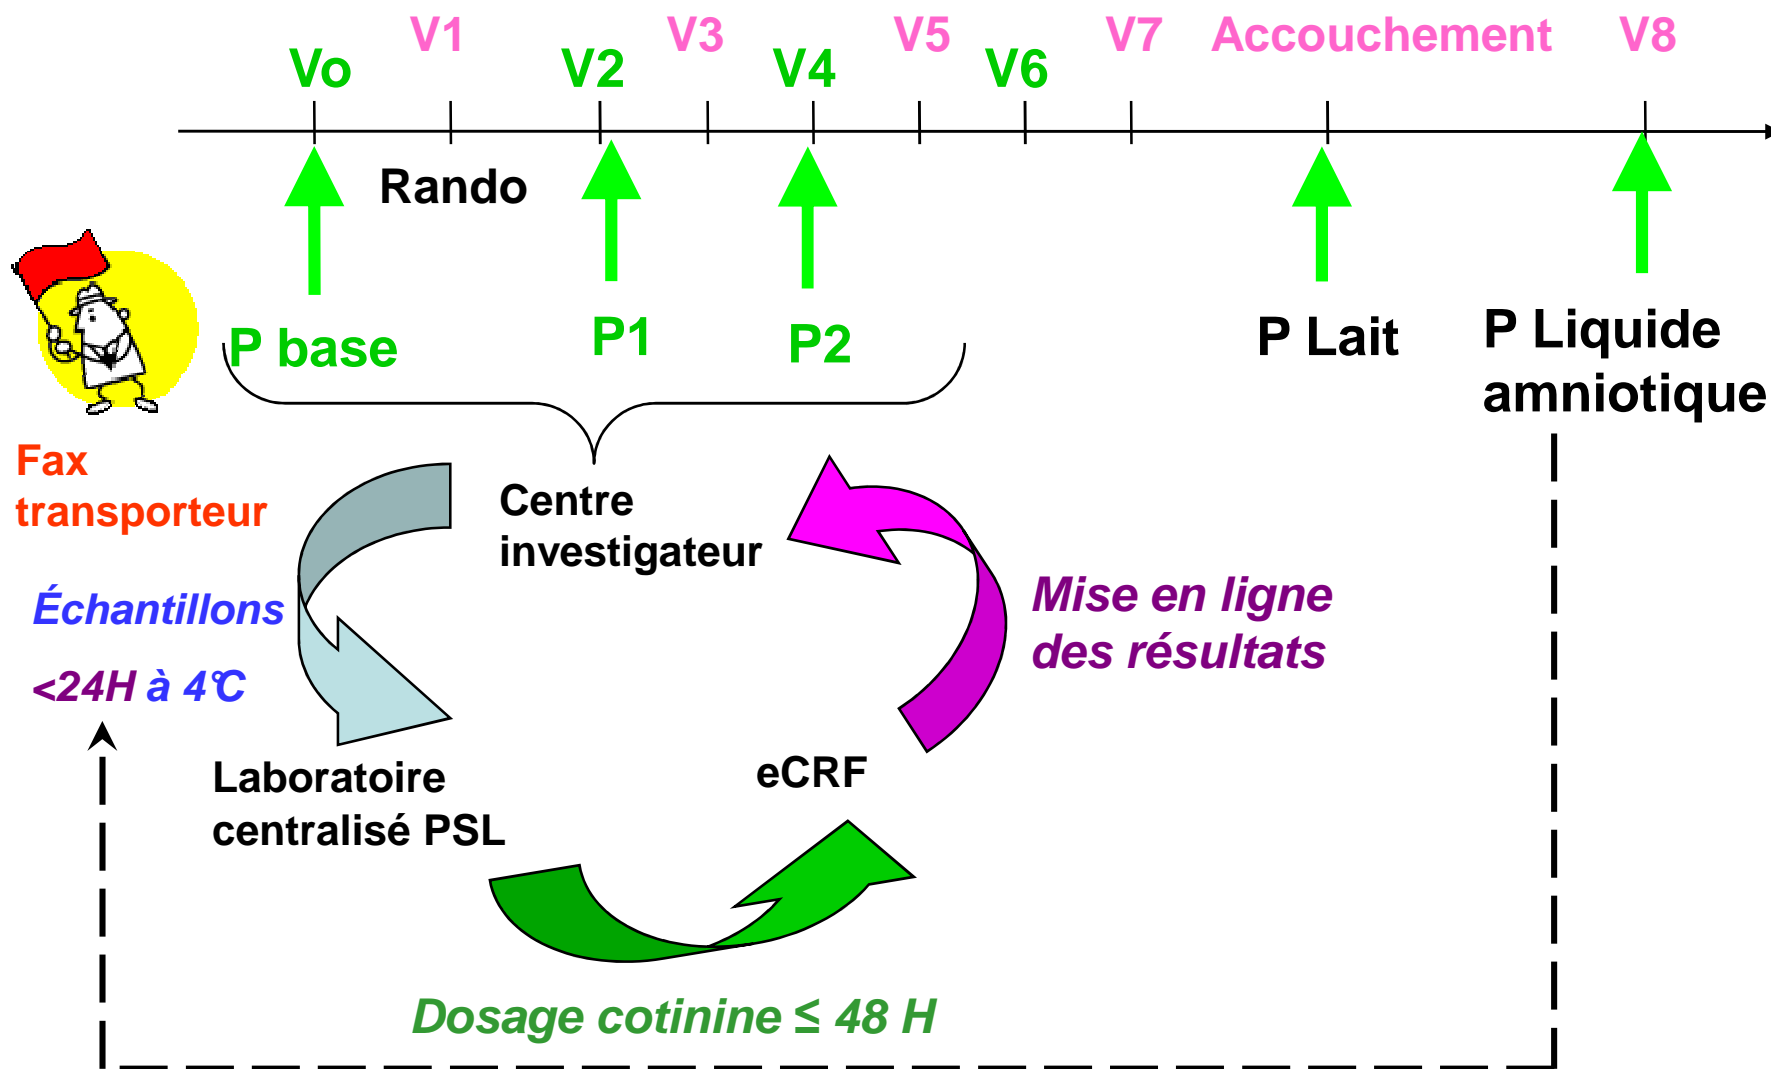 V1 V3 V5 V7 Accouchement V8
Vo V2 V4 V6
Rando
P base P1 P2 P Lait P Liquide
amniotique
Fax
transporteur
Centre
investigateur
Échantillons
<24H à 4°C
Mise en ligne
des résultats
Laboratoire
centralisé PSL
eCRF
Dosage cotinine ≤ 48 H